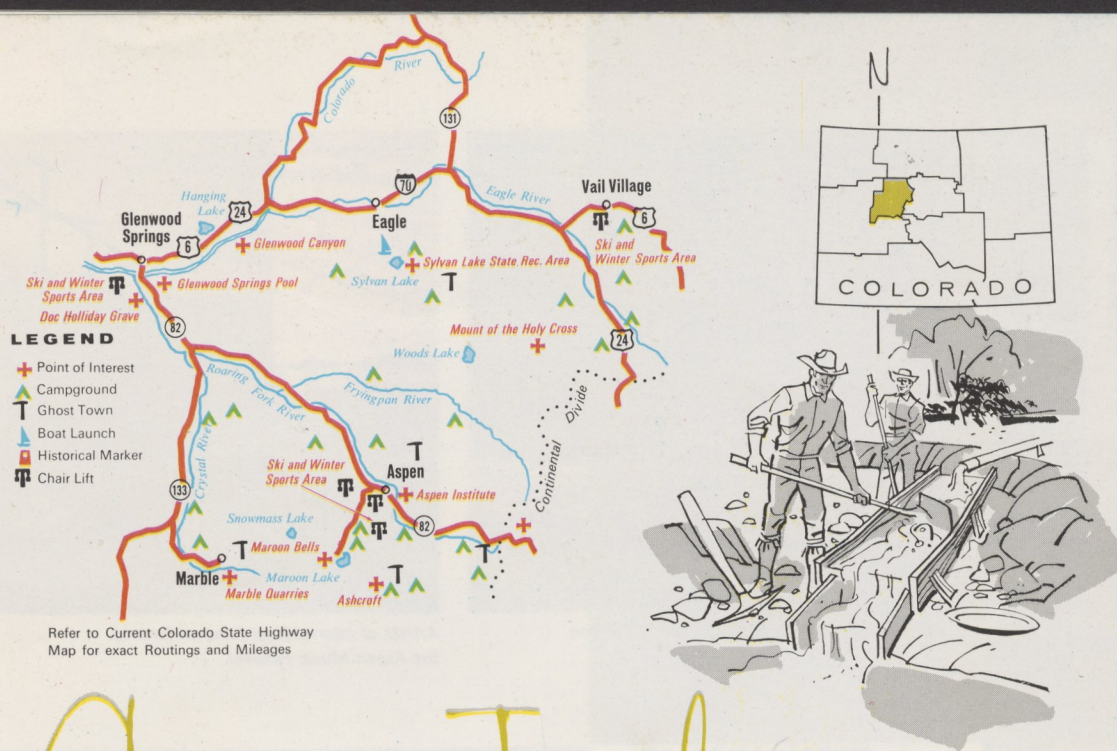 N
COLORADO
Colorado
River
131
70
Eagle River
Vail Village
6
Hanging
Lake
24
Eagle
Glenwood
Springs
6
Glenwood Canyon
Ski and
Winter Sports Area
Sylvan Lake State Rec. Area
Sylvan Lake
Ski and Winter
Sports Area
Glenwood Springs Pool
Doc Holliday Grave
82
Mount of the Holy Cross
24
Woods Lake
LEGEND
Point of Interest
Campground
Ghost Town
Boat Launch
Historical Marker
Chair Lift
Roaring
Fork River
Fryingpan River
Continental Divide
Crystal River
Ski and Winter
Sports Area
Aspen
Aspen Institute
133
82
Snowmass Lake
Maroon Bells
Maroon Lake
Marble
Marble Quarries
Ashcroft
Refer to Current Colorado State Highway
Map for exact Routings and Mileages